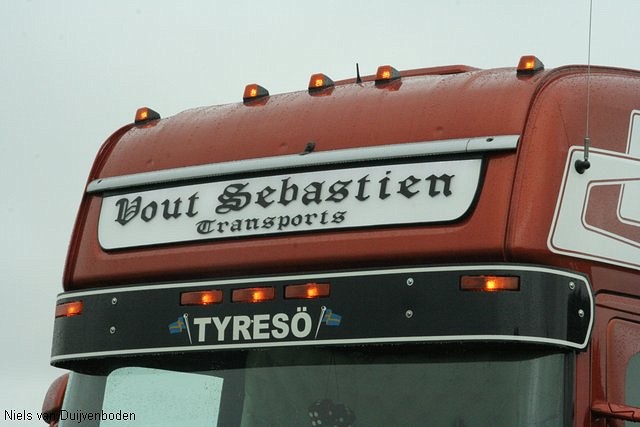 Vout Sebastien
Transports
TYRESÖ
Niels van Duijvenboden